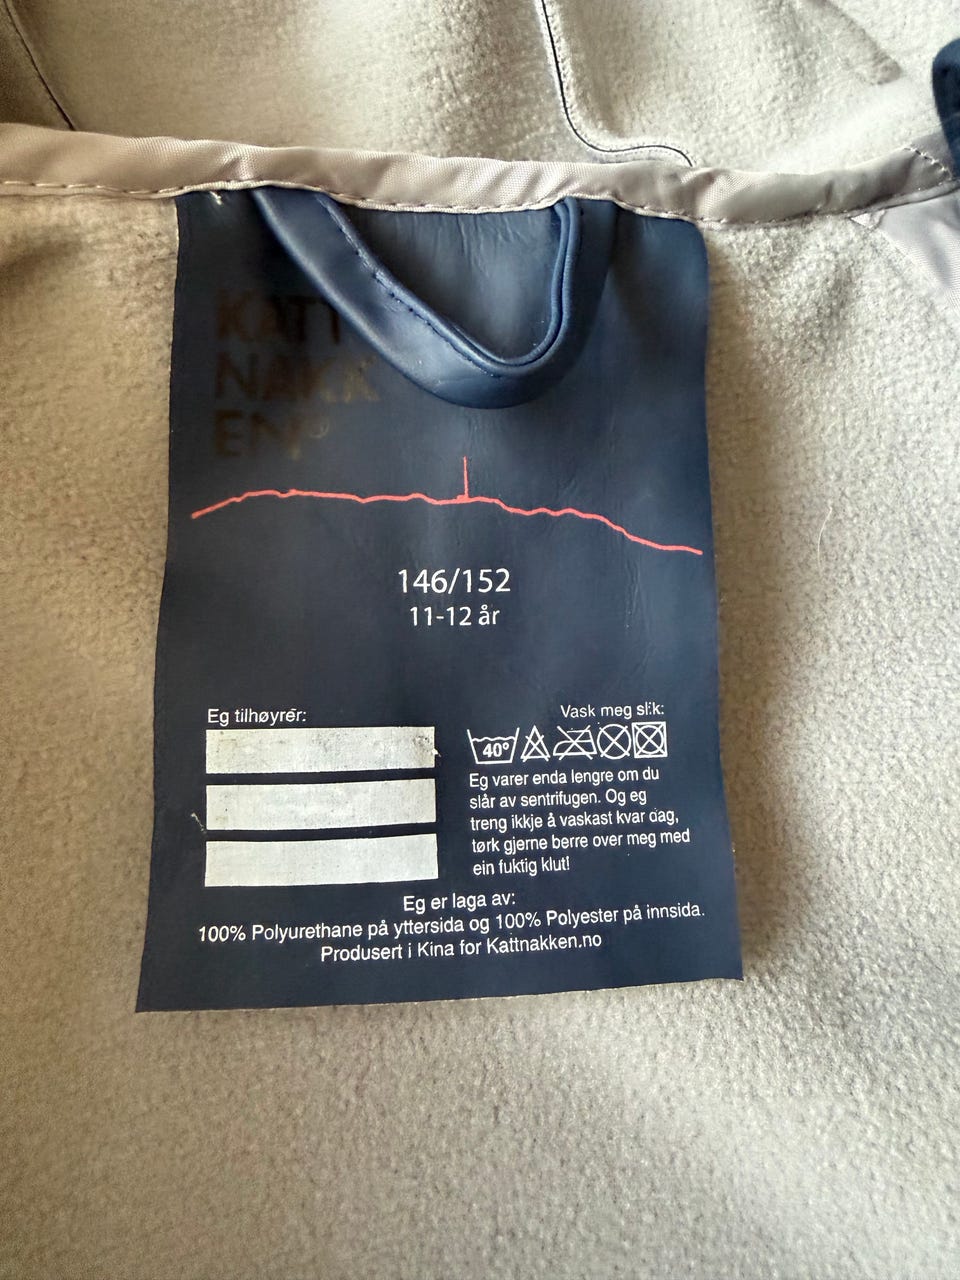 KATT
NAKK
EN®
146/152
11-12 år
Eg tilhøyrer:
Vask meg slik:
40°
Eg varer enda lengre om du
slår av sentrifugen. Og eg
treng ikkje å vaskast kvar dag,
tørk gjerne berre over meg med
ein fuktig klut!
Eg er laga av:
100% Polyurethane på yttersida og 100% Polyester på innsida.
Produsert i Kina for Kattnakken.no